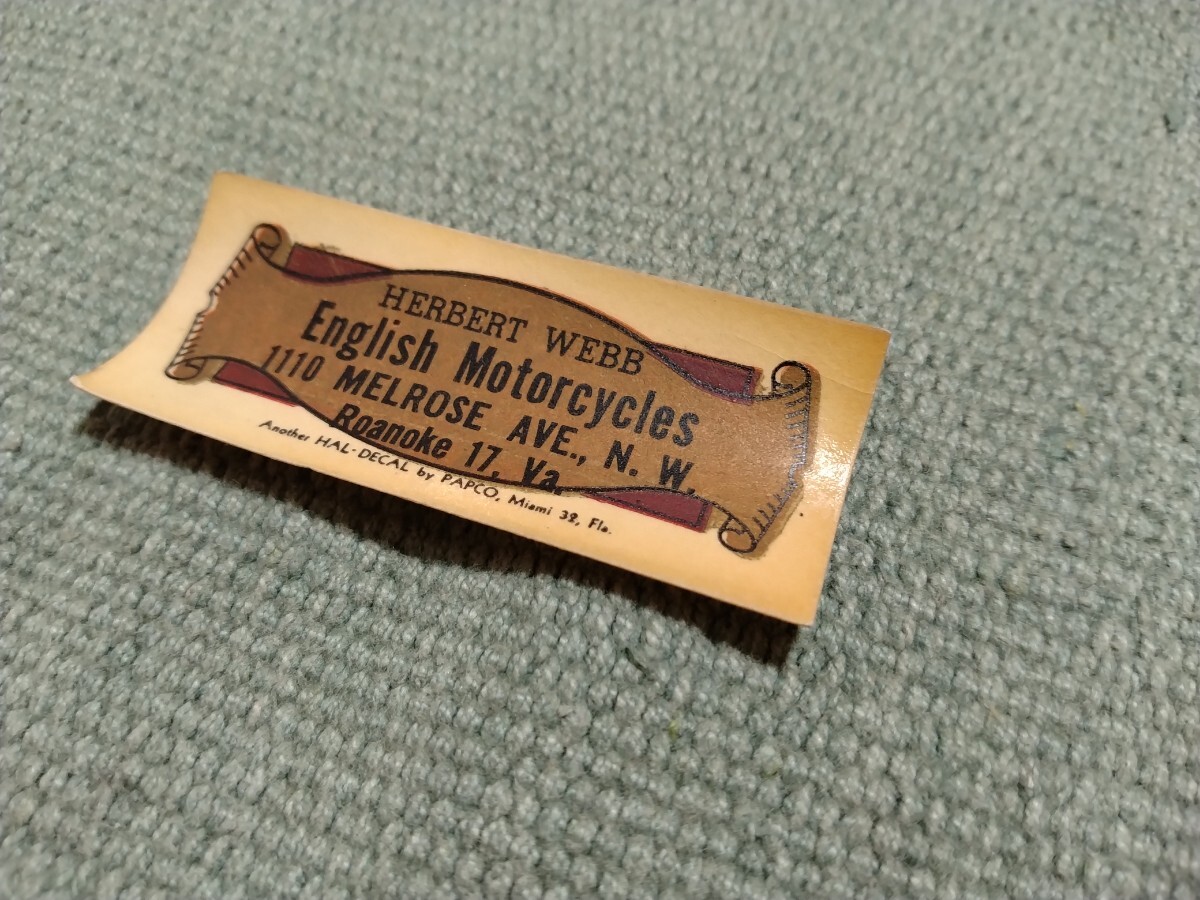 HERBERT WEBB
English Motorcycles
1110 MELROSE AVE., N. W.
Roanoke 17, Va.
Another HAL-DECAL by PAPCO, Miami 39, Fla.